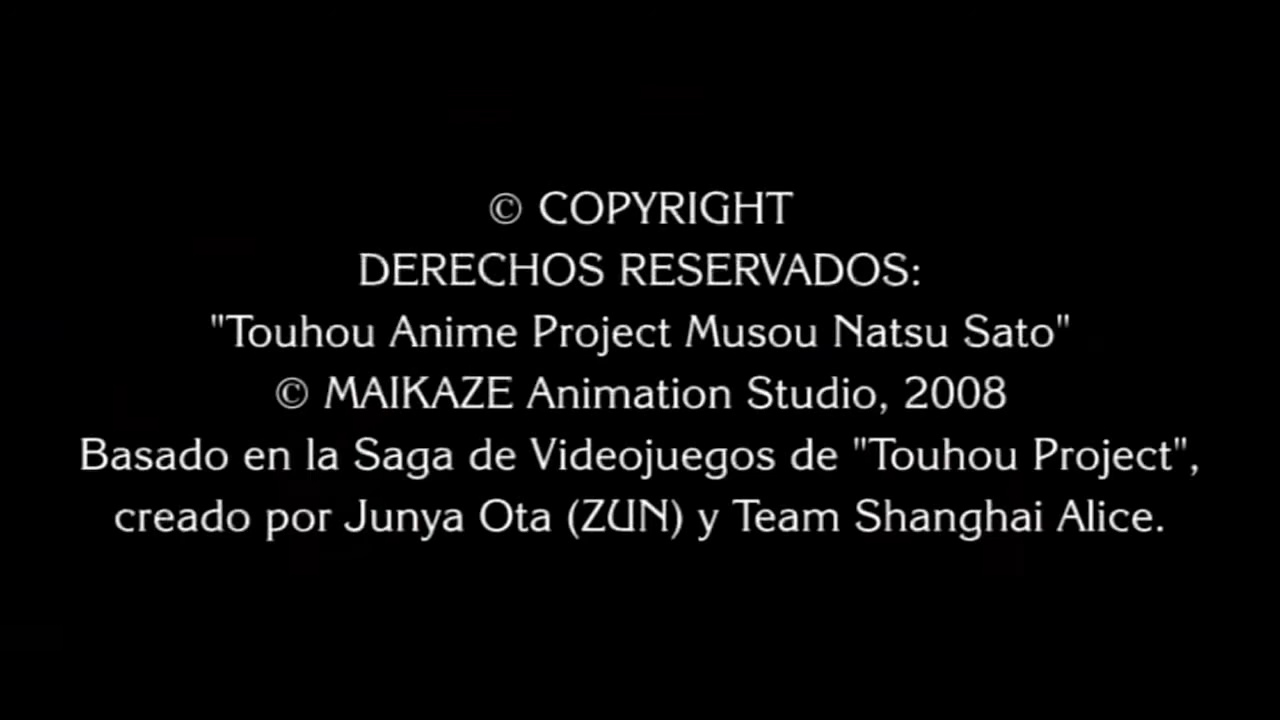 © COPYRIGHT
DERECHOS RESERVADOS:
"Touhou Anime Project Musou Natsu Sato"
© MAIKAZE Animation Studio, 2008
Basado en la Saga de Videojuegos de "Touhou Project",
creado por Junya Ota (ZUN) y Team Shanghai Alice.